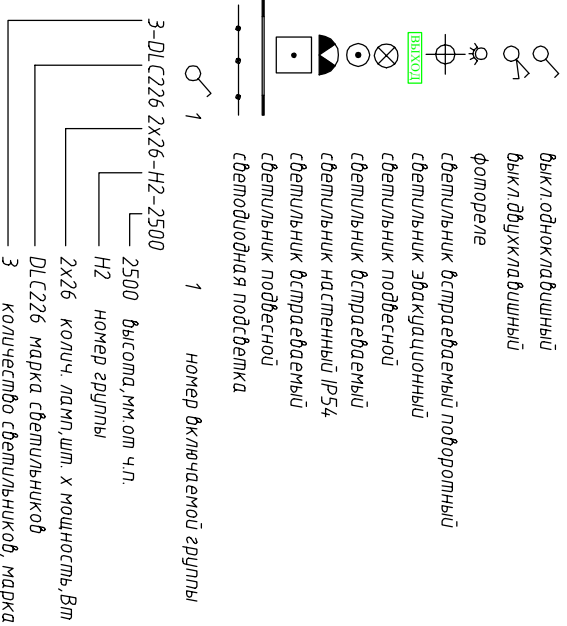 выкл.одноклавишный
выкл.двухклавишный
фотореле
светильник встраеваемый поворотный
ВЫХОД светильник эвакуационный
светильник подвесной
светильник встраеваемый
светильник настенный IP54
светильник встраеваемый
светильник подвесной
светодиодная подсветка
1 1 номер включаемой группы
3-DLC226 2x26-H2-2500
2500 высота,мм.от ч.п.
H2 номер группы
2x26 колич. ламп,шт. x мощность,Вт
DLC226 марка светильников
3 количество светильников, марка